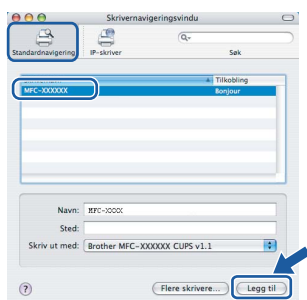 Skrivernavigeringsvindu
Standardnavigering IP-skriver Søk
Tilkobling
MFC-XXXXXX Bonjour
Navn: MFC-XXXX
Sted:
Skriv ut med: Brother MFC-XXXXXX CUPS v1.1
? Flere skrivere... Legg til